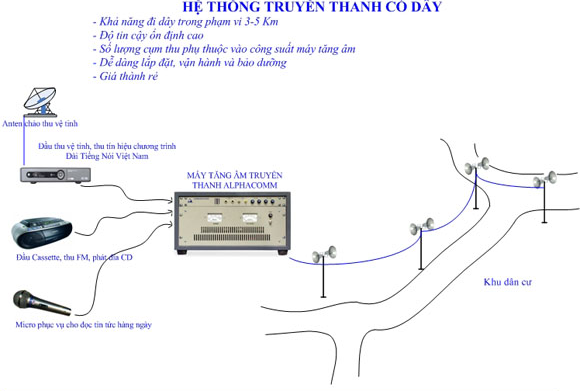 HỆ THỐNG TRUYỀN THANH CÓ DÂY
- Khả năng đi dây trong phạm vi 3-5 Km
- Độ tin cậy ổn định cao
- Số lượng cụm thu phụ thuộc vào công suất máy tăng âm
- Dễ dàng lắp đặt, vận hành và bảo dưỡng
- Giá thành rẻ
Anten chảo thu vệ tinh
Đầu thu vệ tinh, thu tín hiệu chương trình
Đài Tiếng Nói Việt Nam
MÁY TĂNG ÂM TRUYỀN
THANH ALPHACOMM
Đầu Cassette, thu FM, phát đĩa CD
Khu dân cư
Micro phục vụ cho đọc tin tức hàng ngày